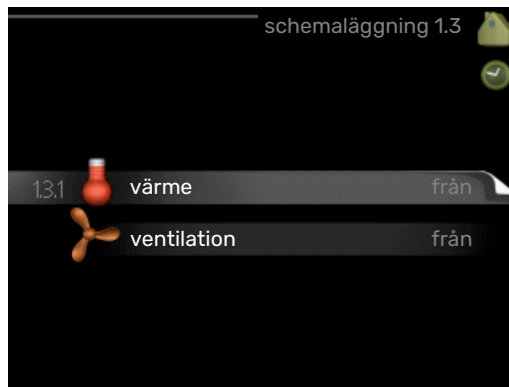 schemaläggning 1.3
1.3.1 värme från
ventilation från